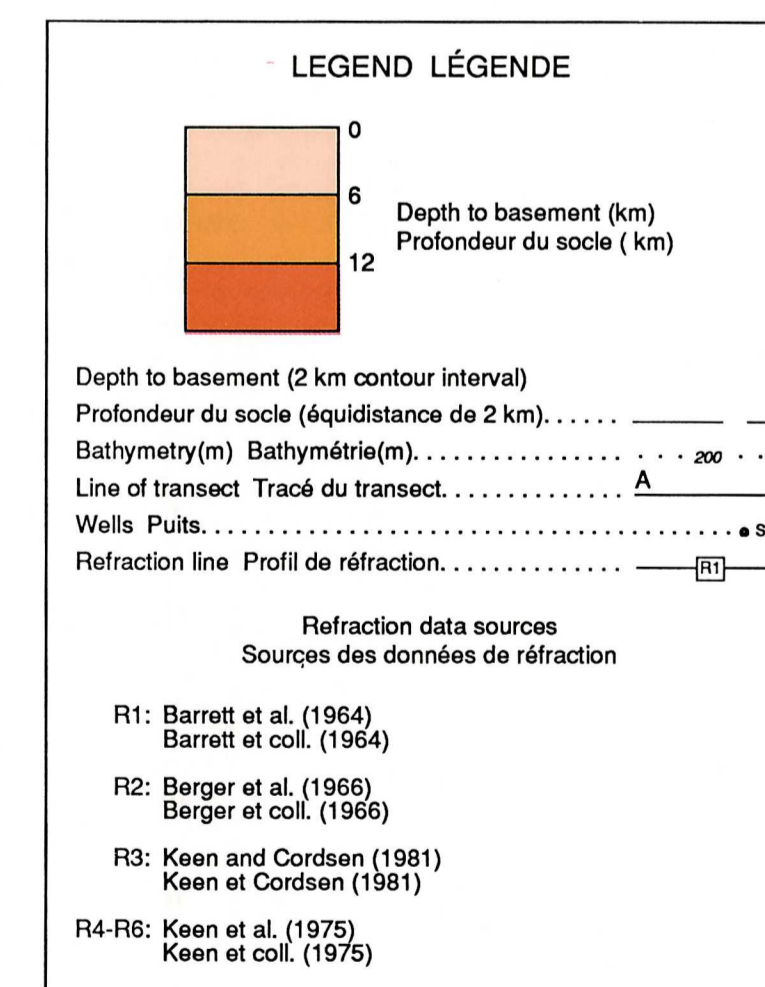 LEGEND LÉGENDE
0
6
12
Depth to basement (km)
Profondeur du socle ( km)
Depth to basement (2 km contour interval)
Profondeur du socle (équidistance de 2 km)......
Bathymetry(m) Bathymétrie(m)................ . . . 200 . .
Line of transect Tracé du transect.............. A
Wells Puits........................................ S
Refraction line Profil de réfraction.............. R1
Refraction data sources
Sourçes des données de réfraction
R1: Barrett et al. (1964)
Barrett et coll. (1964)
R2: Berger et al. (1966)
Berger et coll. (1966)
R3: Keen and Cordsen (1981)
Keen et Cordsen (1981)
R4-R6: Keen et al. (1975)
Keen et coll. (1975)